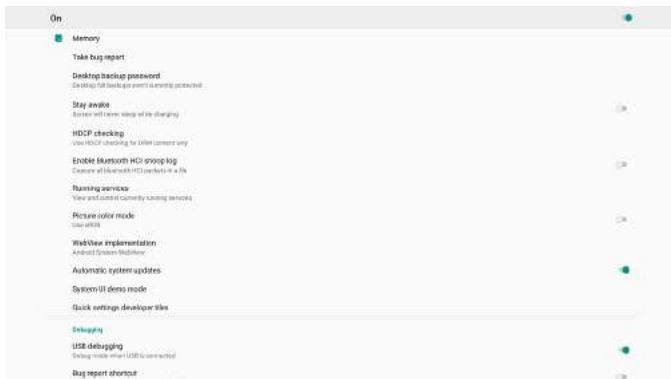 On
Memory
Take bug report
Desktop backup password
Desktop full backups aren't currently protected
Stay awake
Screen will never sleep while charging
HDCP checking
Use HDCP checking for DRM content only
Enable Bluetooth HCI snoop log
Capture all bluetooth HCI packets in a file
Running services
View and control currently running services
Picture color mode
Use sRGB
WebView implementation
Android System WebView
Automatic system updates
System UI demo mode
Quick settings developer tiles
Debugging
USB debugging
Debug mode when USB is connected
Bug report shortcut